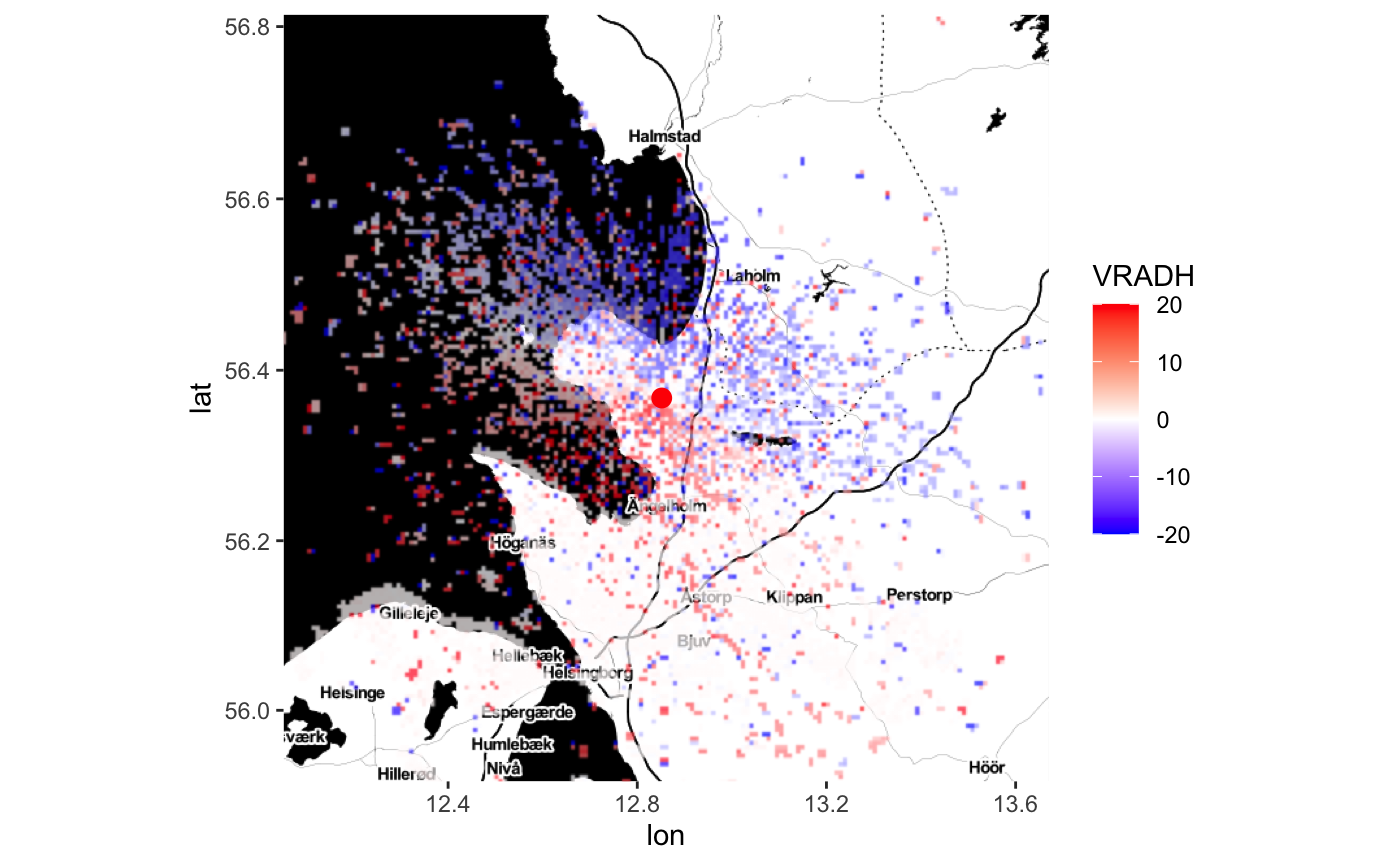 56.8
56.6
56.4
56.2
56.0
lat
Halmstad
Laholm
Ängelholm
Höganäs
Gilleleje
Åstorp
Klippan
Perstorp
Bjuv
Hellebæk
Helsingborg
Helsinge
Espergærde
sværk
Humlebæk
Nivå
Hillerød
Höör
12.4
12.8
13.2
13.6
lon
VRADH
20
10
0
-10
-20